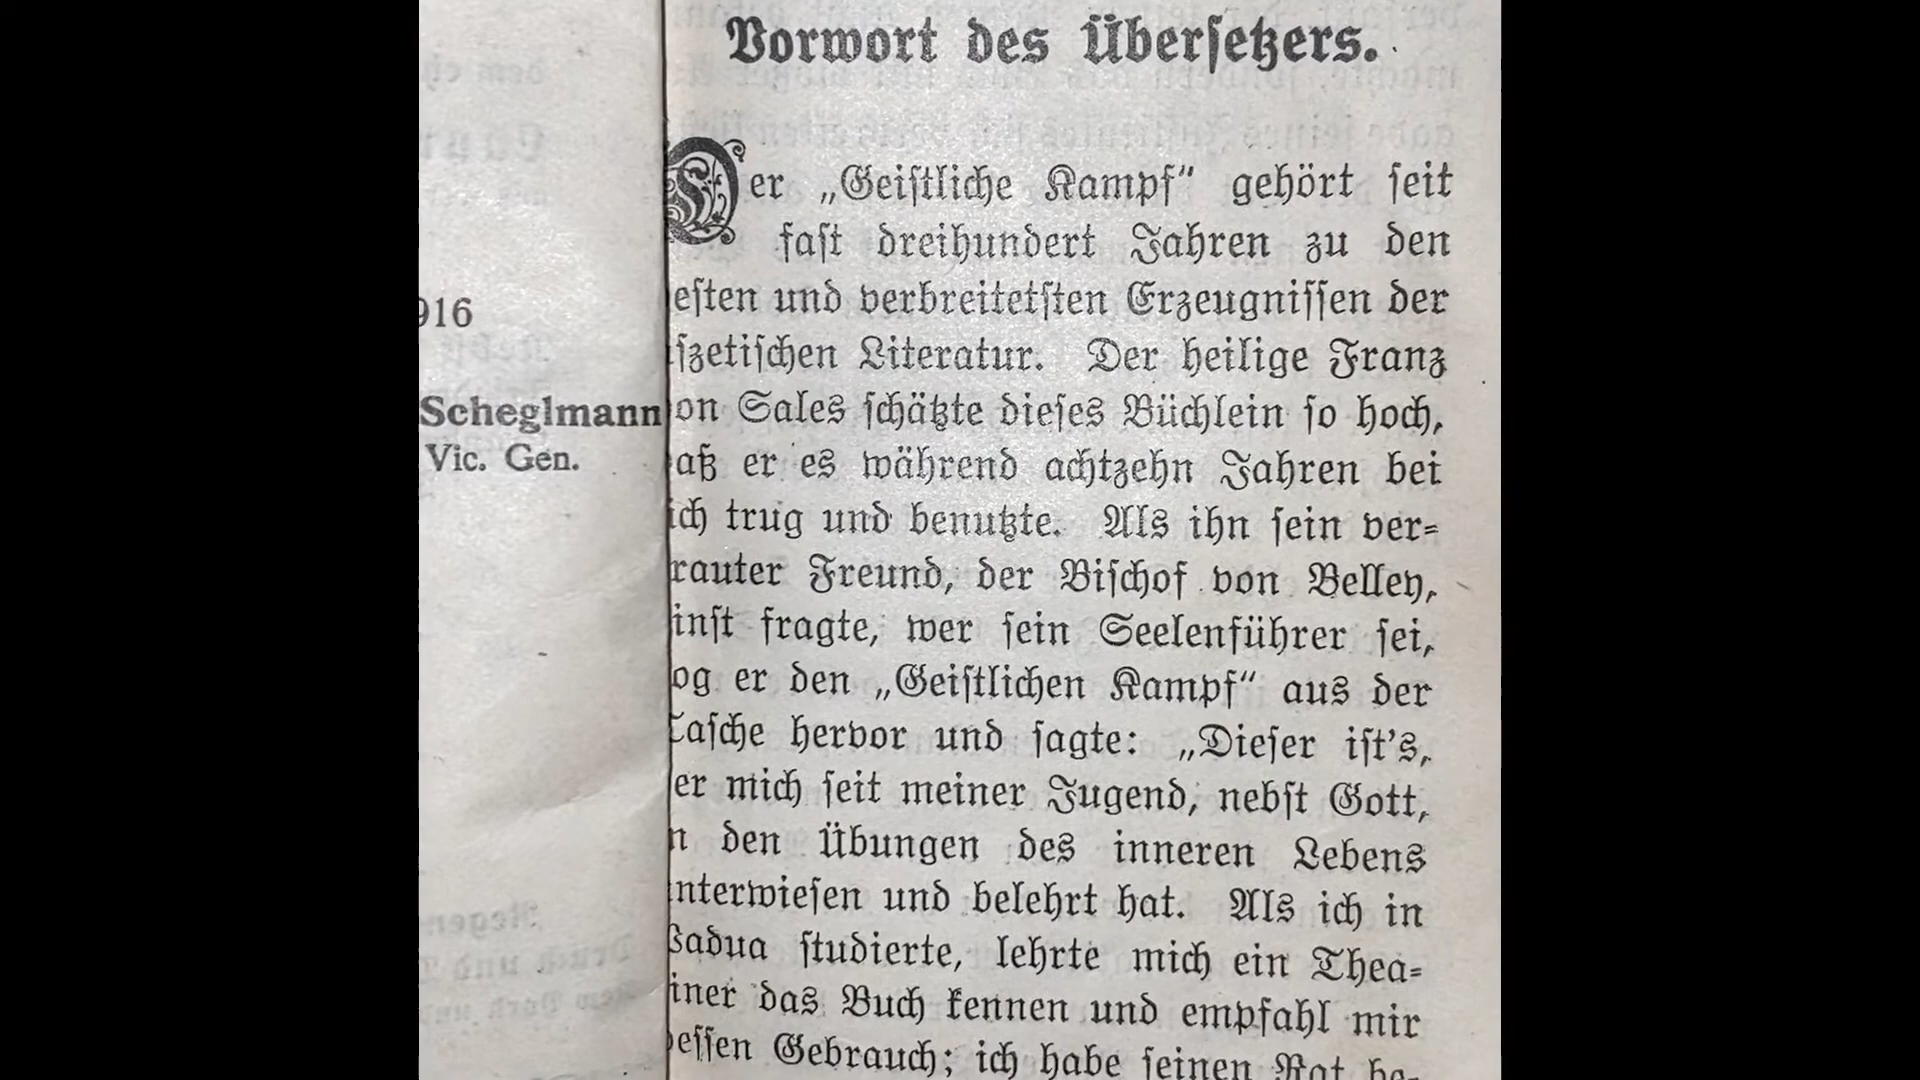 916
Scheglmann
Vic. Gen.
Vorwort des Übersetzers.
Der „Geistliche Kampf“ gehört seit
fast dreihundert Jahren zu den
esten und verbreitetsten Erzeugnissen der
szetischen Literatur. Der heilige Franz
on Sales schätzte dieses Büchlein so hoch,
aß er es während achtzehn Jahren bei
ich trug und benutzte. Als ihn sein ver-
rauter Freund, der Bischof von Belley,
inst fragte, wer sein Seelenführer sei,
og er den „Geistlichen Kampf“ aus der
Tasche hervor und sagte: „Dieser ist's,
er mich seit meiner Jugend, nebst Gott,
n den Übungen des inneren Lebens
nterwiesen und belehrt hat. Als ich in
Padua studierte, lehrte mich ein Thea-
iner das Buch kennen und empfahl mir
essen Gebrauch; ich habe seinen Rat be-